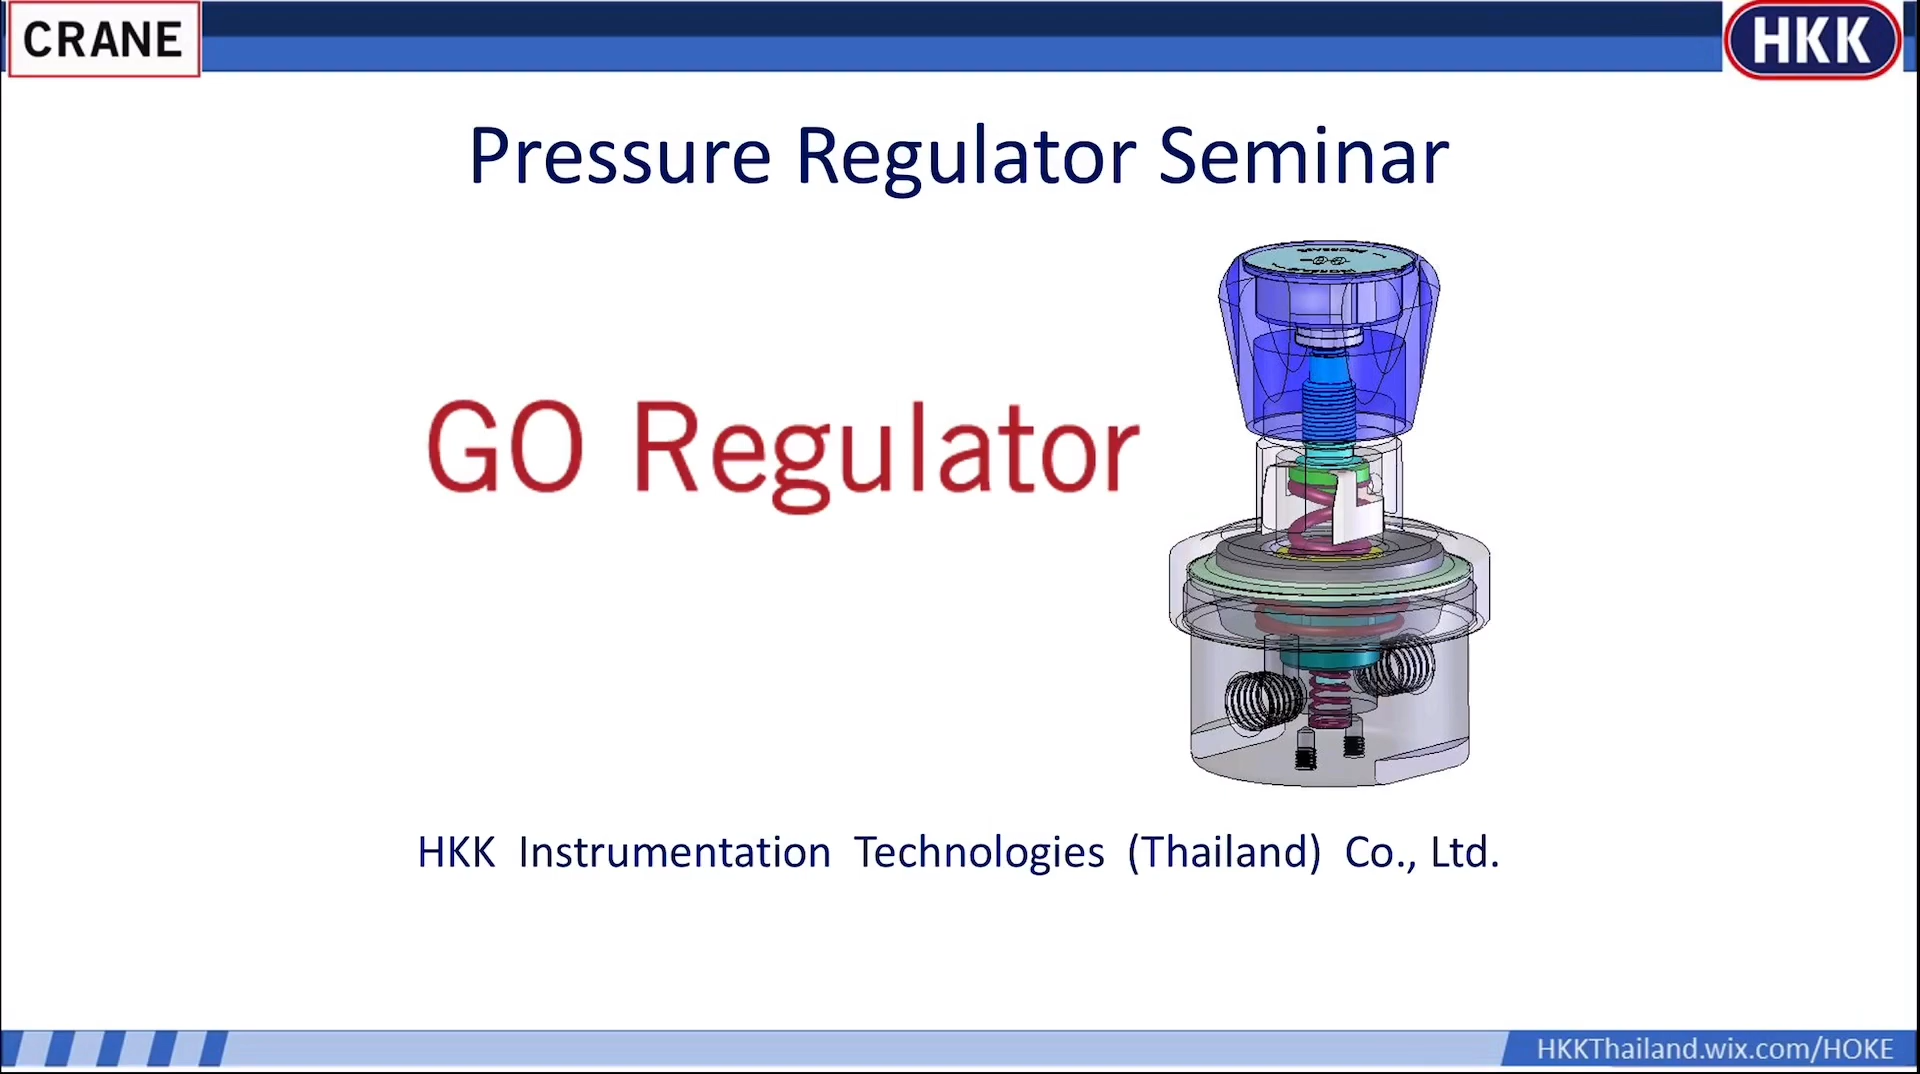 CRANE
HKK
Pressure Regulator Seminar
GO Regulator
HKK Instrumentation Technologies (Thailand) Co., Ltd.
HKKThailand.wix.com/HOKE